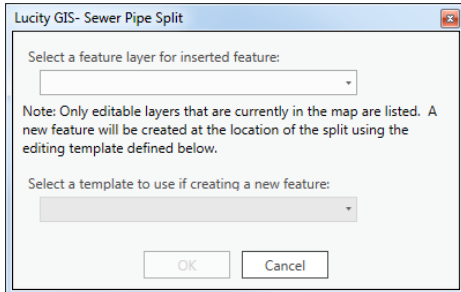 Lucity GIS- Sewer Pipe Split
Select a feature layer for inserted feature:
Note: Only editable layers that are currently in the map are listed. A
new feature will be created at the location of the split using the
editing template defined below.
Select a template to use if creating a new feature:
OK
Cancel